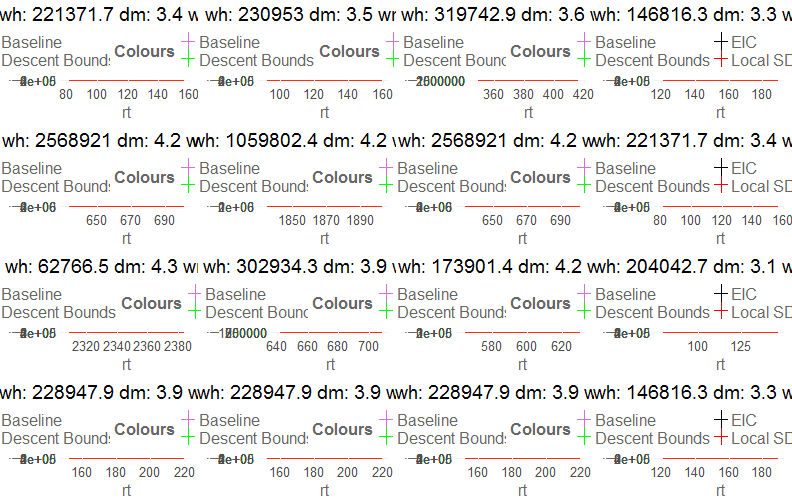 wh: 221371.7 dm: 3.4 w
wh: 230953 dm: 3.5 wr
wh: 319742.9 dm: 3.6
wh: 146816.3 dm: 3.3 w
Baseline
Descent Bounds
Colours
Baseline
Descent Bounds
Colours
Baseline
Descent Bounds
Colours
Baseline
Descent Bounds
EIC
Local SD
80 100 120 140 160
100 120 140 160
360 380 400 420
120 140 160 180
rt
rt
rt
rt
wh: 2568921 dm: 4.2 w
wh: 1059802.4 dm: 4.2 w
wh: 2568921 dm: 4.2 w
wh: 221371.7 dm: 3.4 w
Baseline
Descent Bounds
Colours
Baseline
Descent Bounds
Colours
Baseline
Descent Bounds
Colours
Baseline
Descent Bounds
EIC
Local SD
650 670 690
1850 1870 1890
650 670 690
80 100 120 140 160
rt
rt
rt
rt
wh: 62766.5 dm: 4.3 w
wh: 302934.3 dm: 3.9
wh: 173901.4 dm: 4.2
wh: 204042.7 dm: 3.1 w
Baseline
Descent Bounds
Colours
Baseline
Descent Bounds
Colours
Baseline
Descent Bounds
Colours
Baseline
Descent Bounds
EIC
Local SD
2320 2340 2360 2380
640 660 680 700
580 600 620
100 125
rt
rt
rt
rt
wh: 228947.9 dm: 3.9 w
wh: 228947.9 dm: 3.9 w
wh: 228947.9 dm: 3.9
wh: 146816.3 dm: 3.3 w
Baseline
Descent Bounds
Colours
Baseline
Descent Bounds
Colours
Baseline
Descent Bounds
Colours
Baseline
Descent Bounds
EIC
Local SD
160 180 200 220
160 180 200 220
160 180 200 220
120 140 160 180
rt
rt
rt
rt